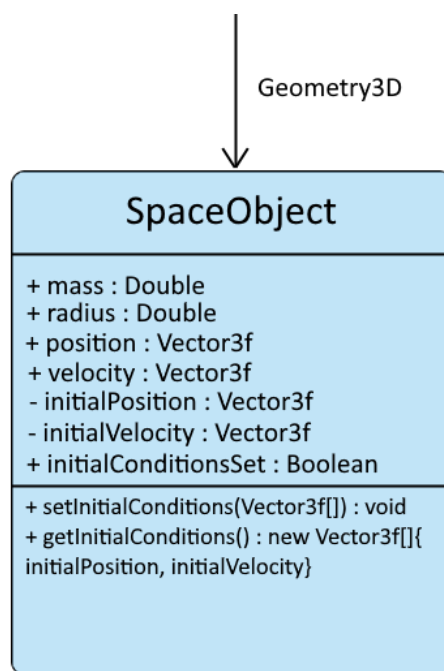 Geometry3D
SpaceObject
+ mass : Double
+ radius : Double
+ position : Vector3f
+ velocity : Vector3f
- initialPosition : Vector3f
- initialVelocity : Vector3f
+ initialConditionsSet : Boolean
+ setInitialConditions(Vector3f[]) : void
+ getInitialConditions() : new Vector3f[]{
initialPosition, initialVelocity}